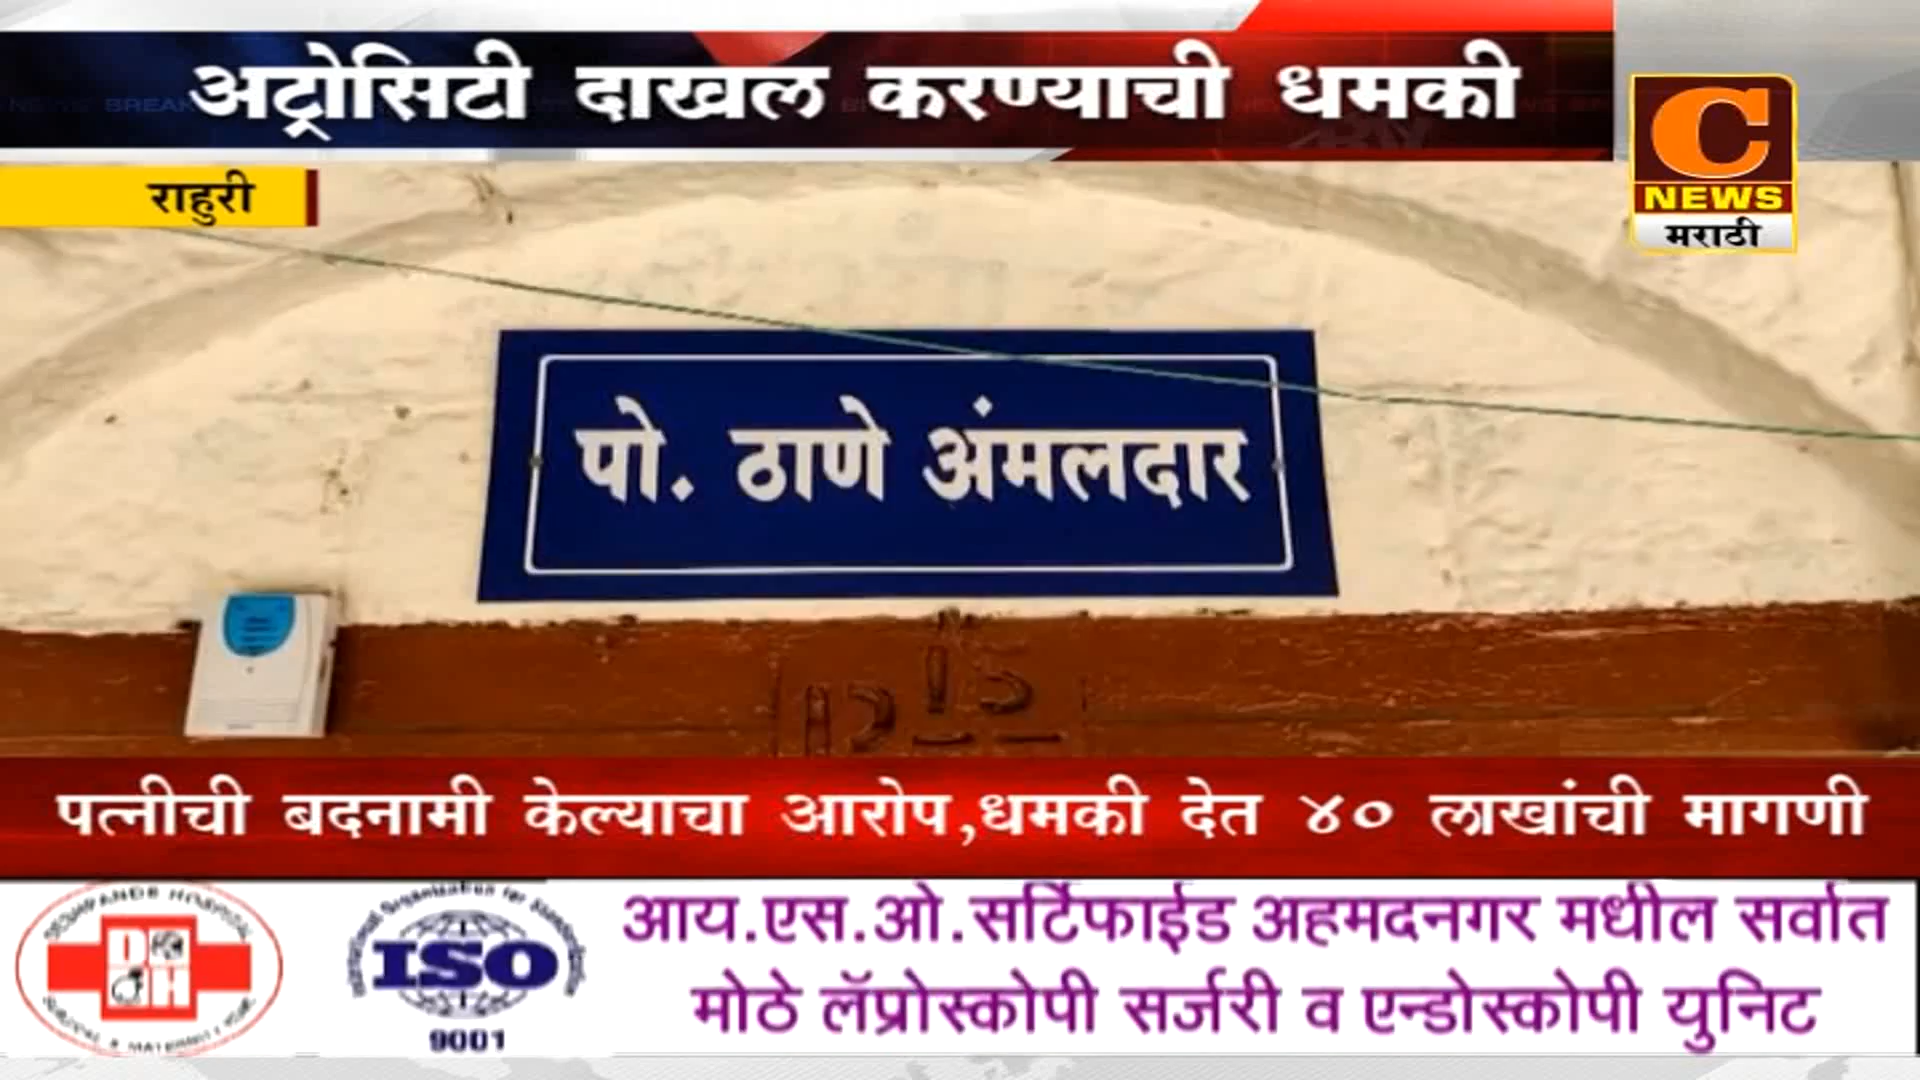 अट्रोसिटी दाखल करण्याची धमकी
राहुरी
C
NEWS
मराठी
पो. ठाणे अंमलदार
पत्नीची बदनामी केल्याचा आरोप,धमकी देत ४० लाखांची मागणी
ISO
9001
आय.एस.ओ.सर्टिफाईड अहमदनगर मधील सर्वात
मोठे लॅप्रोस्कोपी सर्जरी व एन्डोस्कोपी युनिट